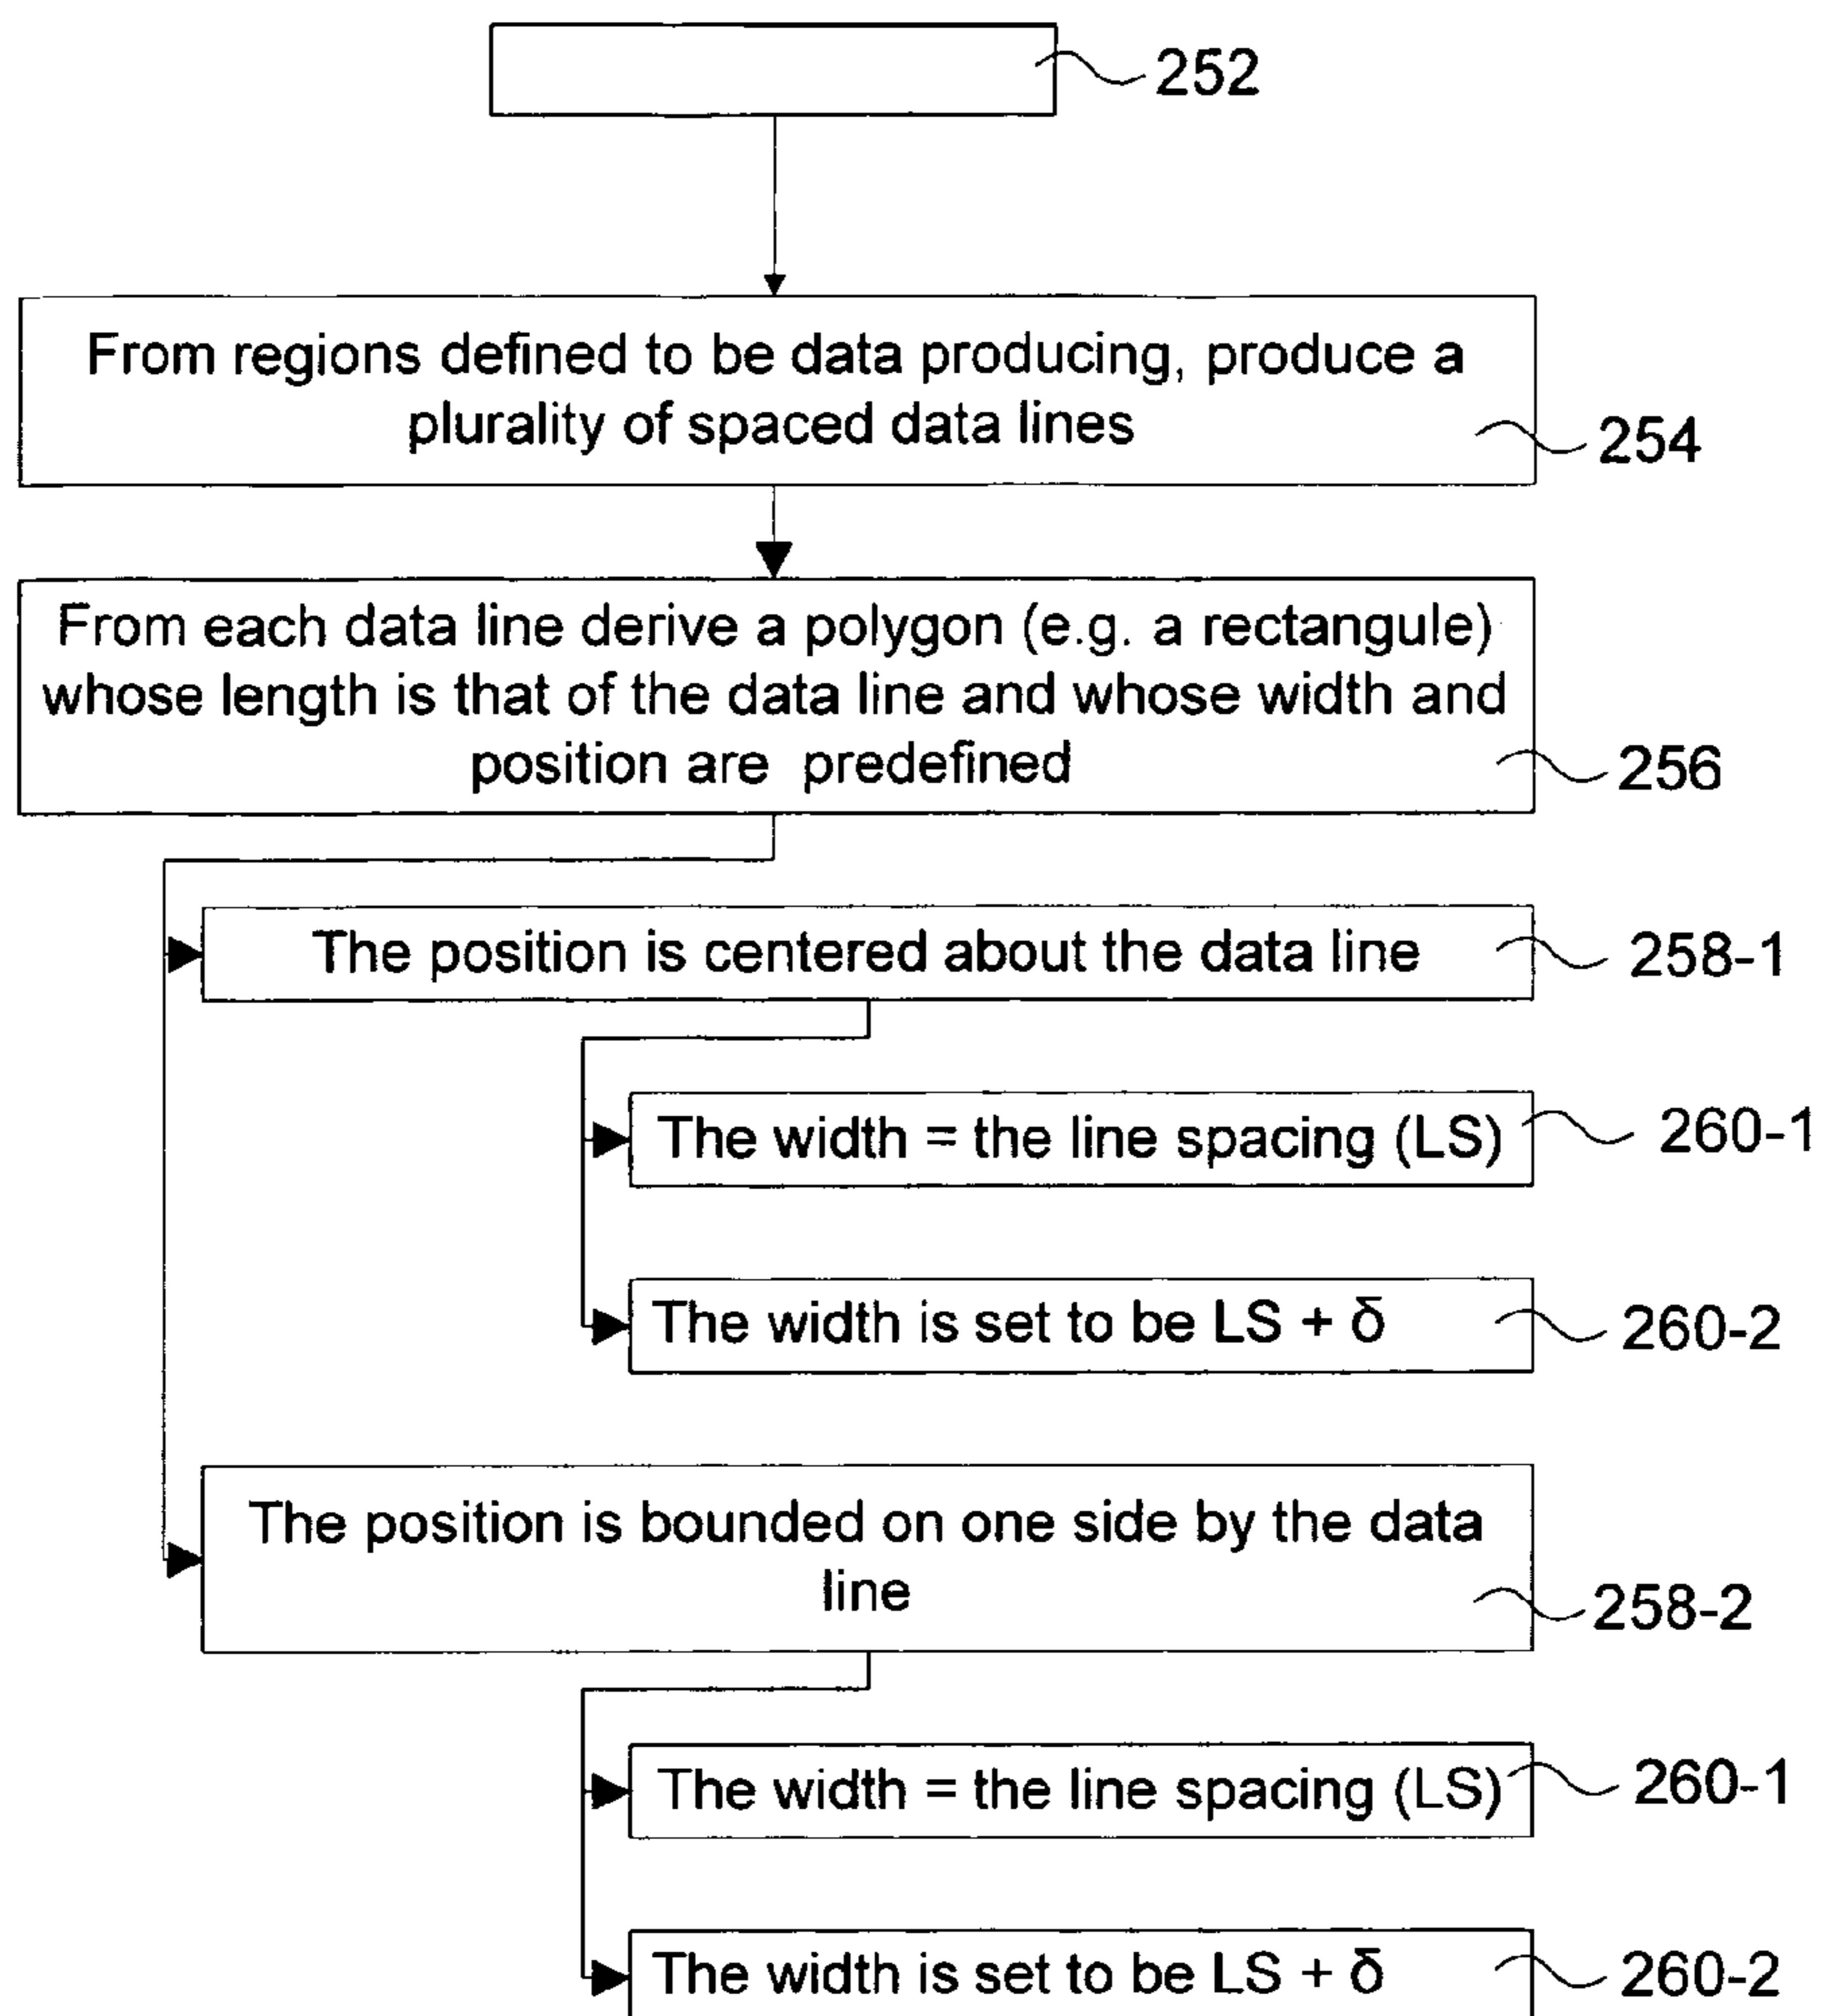 252
From regions defined to be data producing, produce a
plurality of spaced data lines
254
From each data line derive a polygon (e.g. a rectangule)
whose length is that of the data line and whose width and
position are predefined
256
The position is centered about the data line
258-1
The width = the line spacing (LS)
260-1
The width is set to be LS + δ
260-2
The position is bounded on one side by the data
line
258-2
The width = the line spacing (LS)
260-1
The width is set to be LS + δ
260-2